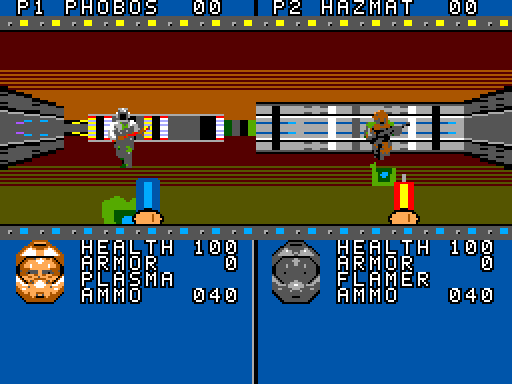 P1 PHOBOS 00 P2 HAZMAT 00
HEALTH 100 HEALTH 100
ARMOR 0 ARMOR 0
PLASMA FLAMER
AMMO 040 AMMO 040